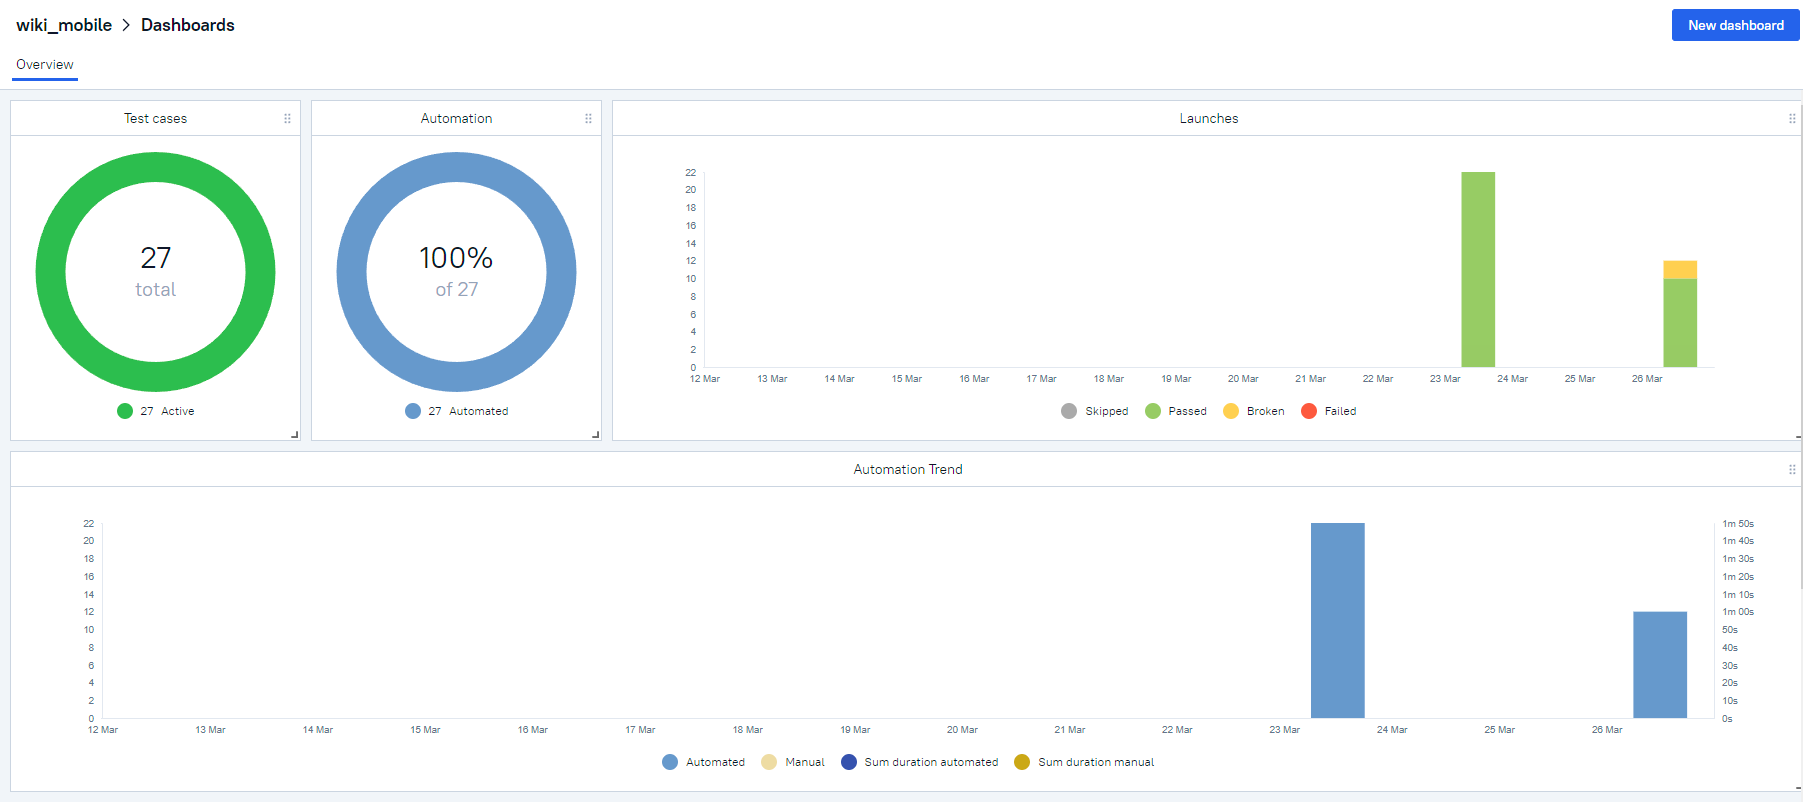 wiki_mobile > Dashboards
New dashboard
Overview
Test cases
27
total
27 Active
Automation
100%
of 27
27 Automated
Launches
22
20
18
16
14
12
10
8
6
4
2
0
12 Mar 13 Mar 14 Mar 15 Mar 16 Mar 17 Mar 18 Mar 19 Mar 20 Mar 21 Mar 22 Mar 23 Mar 24 Mar 25 Mar 26 Mar
Skipped Passed Broken Failed
Automation Trend
22
20
18
16
14
12
10
8
6
4
2
0
1m 50s
1m 40s
1m 30s
1m 20s
1m 10s
1m 00s
50s
40s
30s
20s
10s
0s
12 Mar 13 Mar 14 Mar 15 Mar 16 Mar 17 Mar 18 Mar 19 Mar 20 Mar 21 Mar 22 Mar 23 Mar 24 Mar 25 Mar 26 Mar
Automated Manual Sum duration automated Sum duration manual